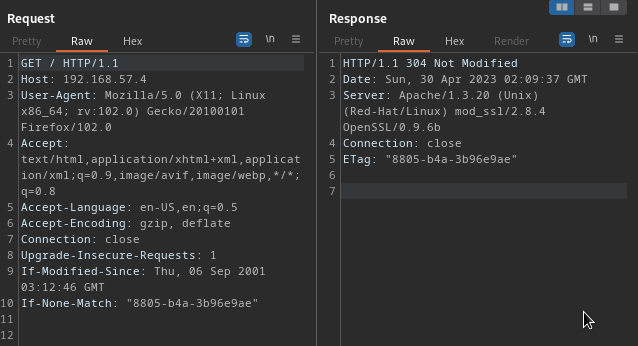 Request
Pretty Raw Hex \n
1 GET / HTTP/1.1
2 Host: 192.168.57.4
3 User-Agent: Mozilla/5.0 (X11; Linux
x86_64; rv:102.0) Gecko/20100101
Firefox/102.0
4 Accept:
text/html,application/xhtml+xml,applicat
ion/xml;q=0.9,image/avif,image/webp,*/*;
q=0.8
5 Accept-Language: en-US,en;q=0.5
6 Accept-Encoding: gzip, deflate
7 Connection: close
8 Upgrade-Insecure-Requests: 1
9 If-Modified-Since: Thu, 06 Sep 2001
03:12:46 GMT
10 If-None-Match: "8805-b4a-3b96e9ae"
11
12
Response
Pretty Raw Hex Render \n
1 HTTP/1.1 304 Not Modified
2 Date: Sun, 30 Apr 2023 02:09:37 GMT
3 Server: Apache/1.3.20 (Unix)
(Red-Hat/Linux) mod_ssl/2.8.4
OpenSSL/0.9.6b
4 Connection: close
5 ETag: "8805-b4a-3b96e9ae"
6
7